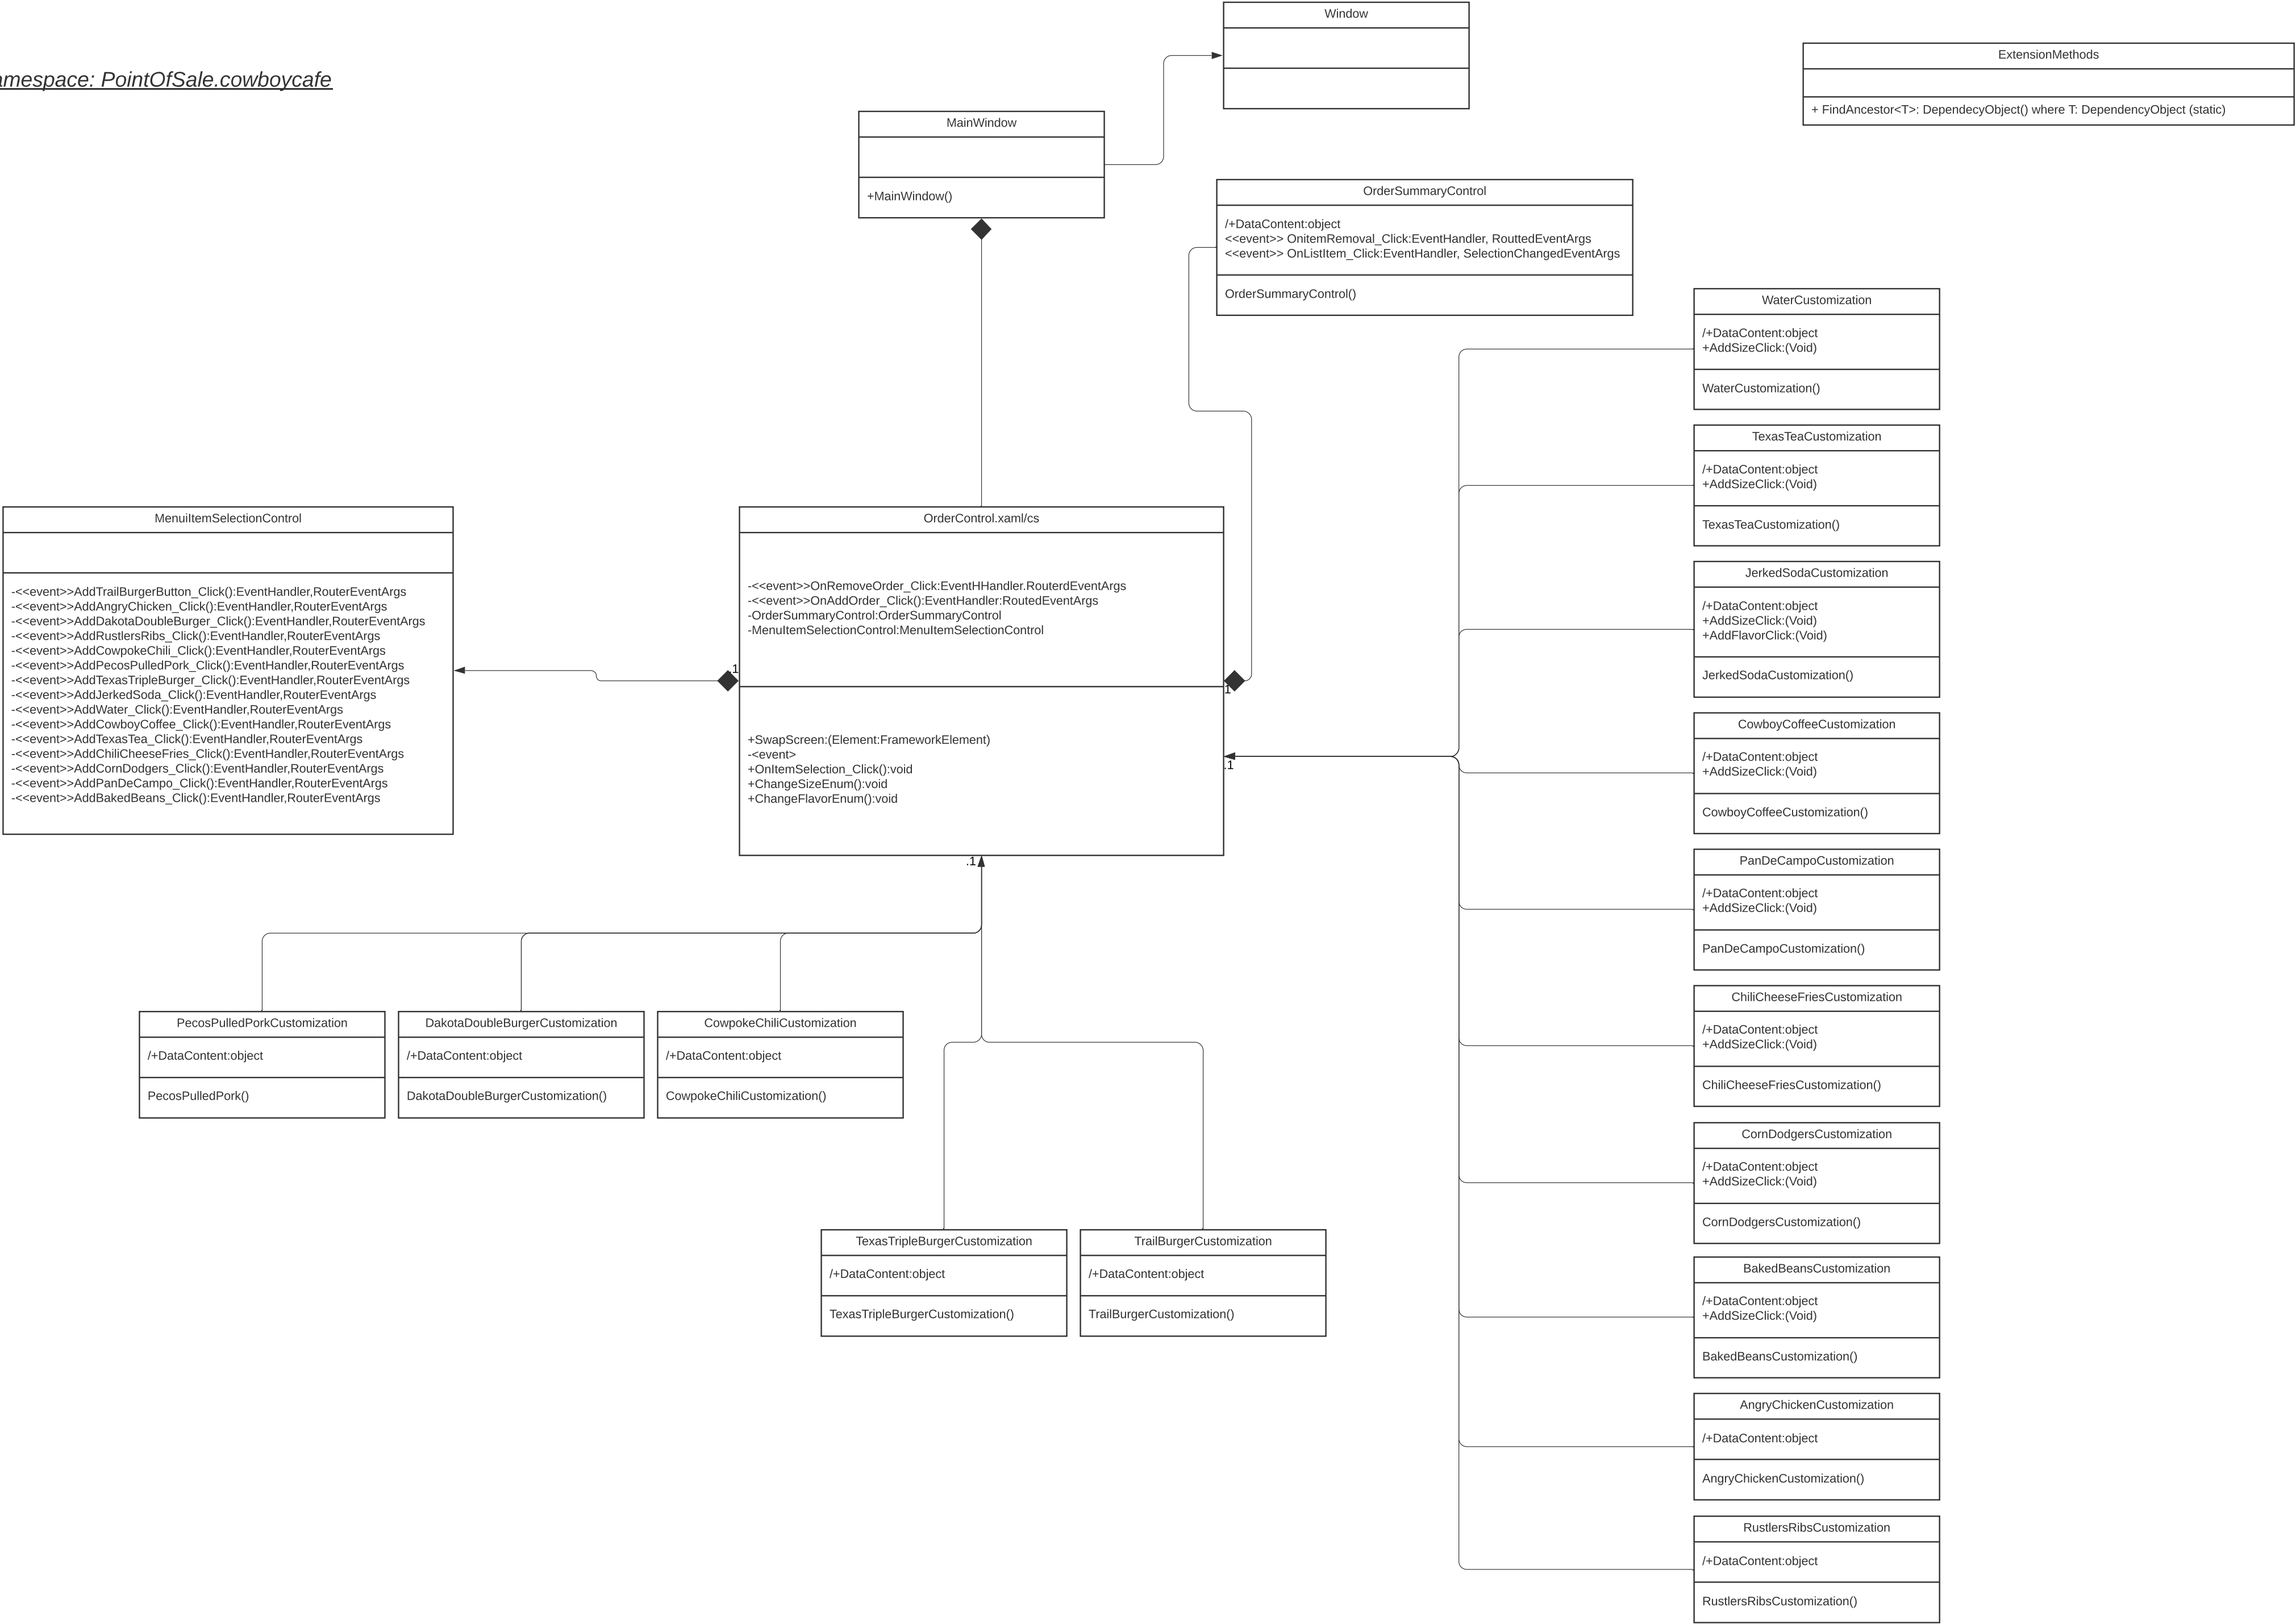 amespace: PointOfSale.cowboycafe
Window
ExtensionMethods
+ FindAncestor<T>: DependecyObject() where T: DependencyObject (static)
MainWindow
+MainWindow()
OrderSummaryControl
/+DataContent:object
<<event>> OnitemRemoval_Click:EventHandler, RouttedEventArgs
<<event>> OnListItem_Click:EventHandler, SelectionChangedEventArgs
OrderSummaryControl()
WaterCustomization
/+DataContent:object
+AddSizeClick:(Void)
WaterCustomization()
TexasTeaCustomization
/+DataContent:object
+AddSizeClick:(Void)
TexasTeaCustomization()
MenuiItemSelectionControl
-<<event>>AddTrailBurgerButton_Click():EventHandler,RouterEventArgs
-<<event>>AddAngryChicken_Click():EventHandler,RouterEventArgs
-<<event>>AddDakotaDoubleBurger_Click():EventHandler,RouterEventArgs
-<<event>>AddRustlersRibs_Click():EventHandler,RouterEventArgs
-<<event>>AddCowpokeChili_Click():EventHandler,RouterEventArgs
-<<event>>AddPecosPulledPork_Click():EventHandler,RouterEventArgs
-<<event>>AddTexasTripleBurger_Click():EventHandler,RouterEventArgs
-<<event>>AddJerkedSoda_Click():EventHandler,RouterEventArgs
-<<event>>AddWater_Click():EventHandler,RouterEventArgs
-<<event>>AddCowboyCoffee_Click():EventHandler,RouterEventArgs
-<<event>>AddTexasTea_Click():EventHandler,RouterEventArgs
-<<event>>AddChiliCheeseFries_Click():EventHandler,RouterEventArgs
-<<event>>AddCornDodgers_Click():EventHandler,RouterEventArgs
-<<event>>AddPanDeCampo_Click():EventHandler,RouterEventArgs
-<<event>>AddBakedBeans_Click():EventHandler,RouterEventArgs
OrderControl.xaml/cs
-<<event>>OnRemoveOrder_Click:EventHHandler.RouterdEventArgs
-<<event>>OnAddOrder_Click():EventHandler:RoutedEventArgs
-OrderSummaryControl:OrderSummaryControl
-MenuItemSelectionControl:MenuItemSelectionControl
1
1
+SwapScreen:(Element:FrameworkElement)
-<event>
+OnItemSelection_Click():void
+ChangeSizeEnum():void
+ChangeFlavorEnum():void
.1
.1
JerkedSodaCustomization
/+DataContent:object
+AddSizeClick:(Void)
+AddFlavorClick:(Void)
JerkedSodaCustomization()
CowboyCoffeeCustomization
/+DataContent:object
+AddSizeClick:(Void)
CowboyCoffeeCustomization()
PanDeCampoCustomization
/+DataContent:object
+AddSizeClick:(Void)
PanDeCampoCustomization()
ChiliCheeseFriesCustomization
/+DataContent:object
+AddSizeClick:(Void)
ChiliCheeseFriesCustomization()
PecosPulledPorkCustomization
/+DataContent:object
PecosPulledPork()
DakotaDoubleBurgerCustomization
/+DataContent:object
DakotaDoubleBurgerCustomization()
CowpokeChiliCustomization
/+DataContent:object
CowpokeChiliCustomization()
CornDodgersCustomization
/+DataContent:object
+AddSizeClick:(Void)
CornDodgersCustomization()
TexasTripleBurgerCustomization
/+DataContent:object
TexasTripleBurgerCustomization()
TrailBurgerCustomization
/+DataContent:object
TrailBurgerCustomization()
BakedBeansCustomization
/+DataContent:object
+AddSizeClick:(Void)
BakedBeansCustomization()
AngryChickenCustomization
/+DataContent:object
AngryChickenCustomization()
RustlersRibsCustomization
/+DataContent:object
RustlersRibsCustomization()